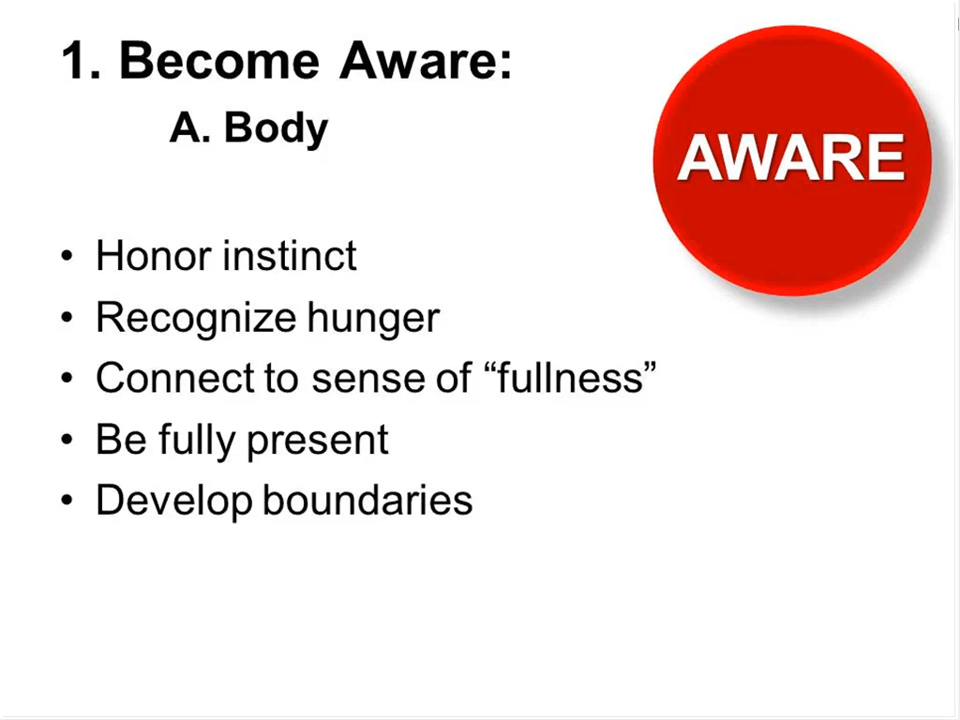 1. Become Aware:
A. Body
AWARE
• Honor instinct
• Recognize hunger
• Connect to sense of “fullness”
• Be fully present
• Develop boundaries